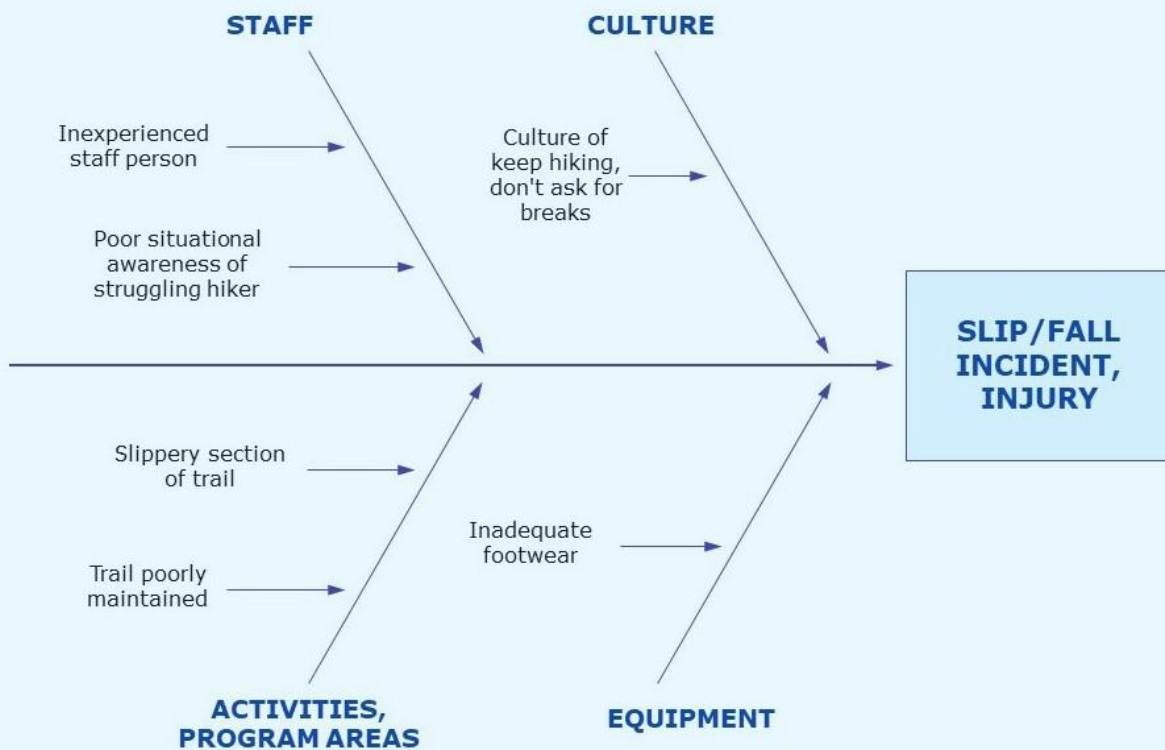 STAFF
CULTURE
Inexperienced
staff person
Culture of
keep hiking,
don't ask for
breaks
Poor situational
awareness of
struggling hiker
SLIP/FALL
INCIDENT,
INJURY
Slippery section
of trail
Inadequate
footwear
Trail poorly
maintained
ACTIVITIES,
PROGRAM AREAS
EQUIPMENT